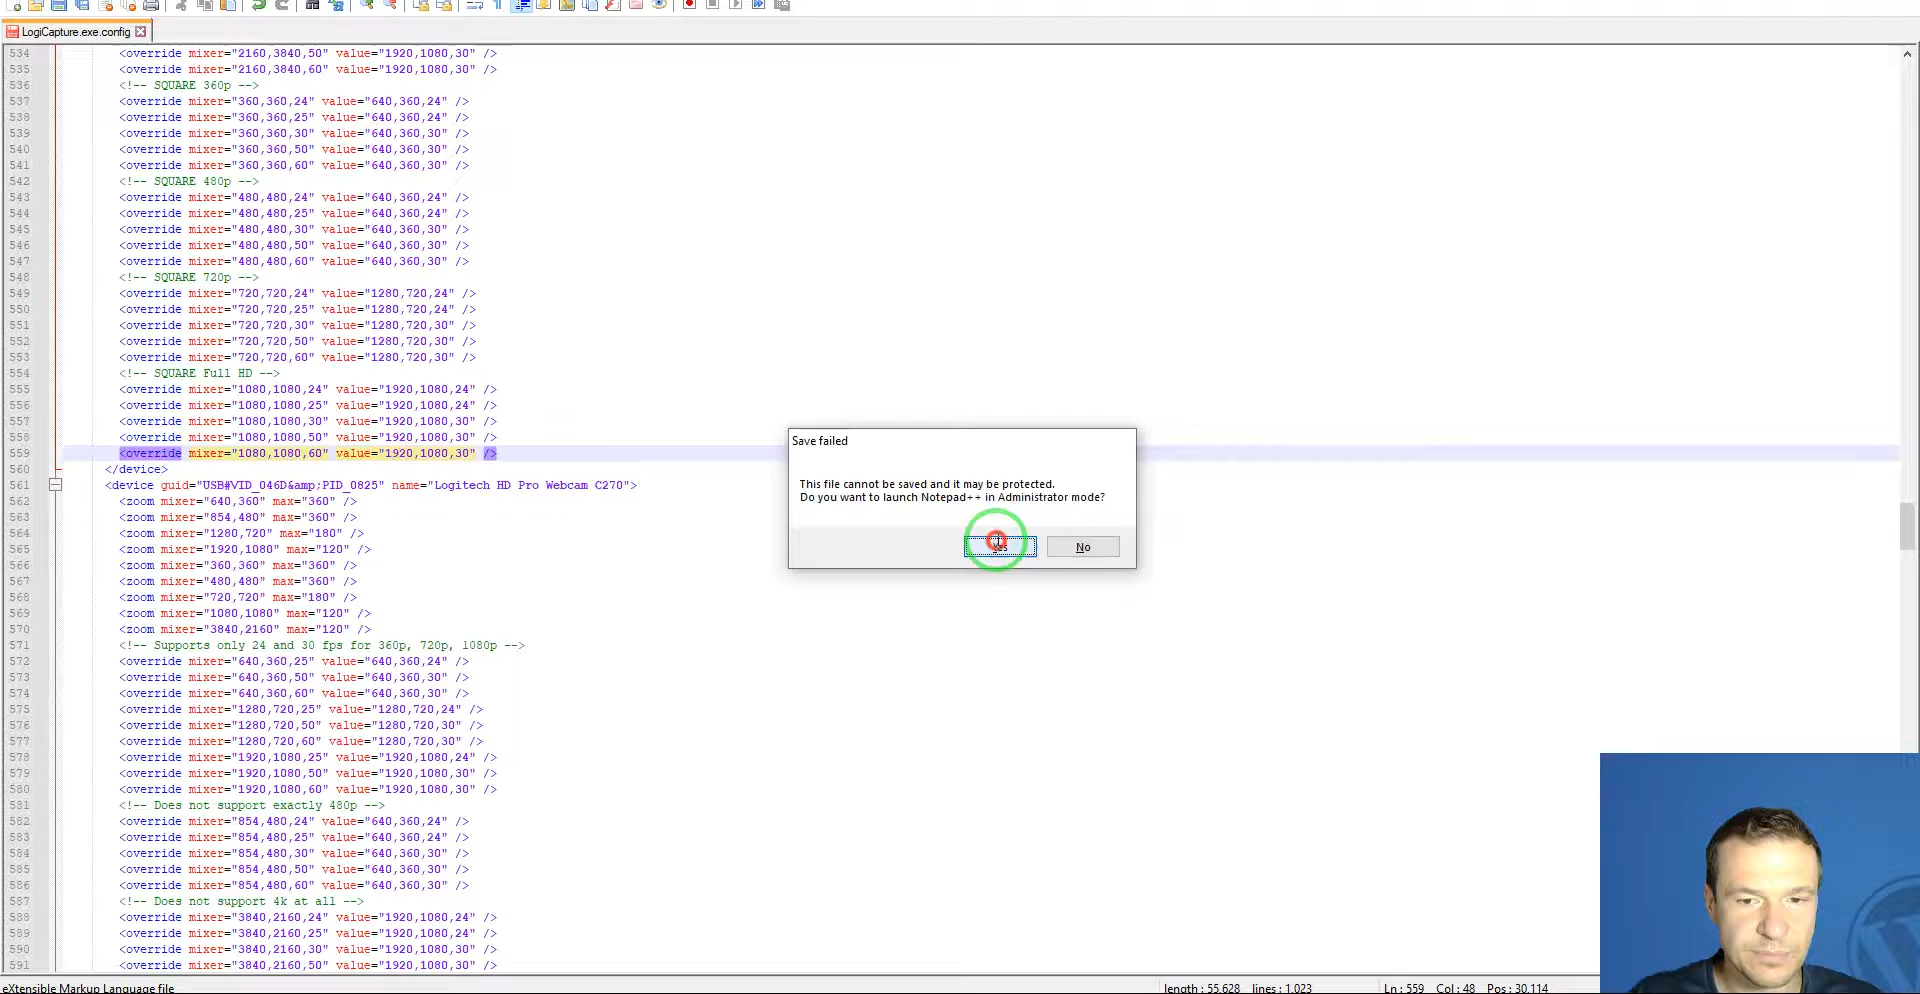 LogiCapture.exe.config
534 <override mixer="2160,3840,50" value="1920,1080,30" />
535 <override mixer="2160,3840,60" value="1920,1080,30" />
536 <!-- SQUARE 360p -->
537 <override mixer="360,360,24" value="640,360,24" />
538 <override mixer="360,360,25" value="640,360,24" />
539 <override mixer="360,360,30" value="640,360,30" />
540 <override mixer="360,360,50" value="640,360,30" />
541 <override mixer="360,360,60" value="640,360,30" />
542 <!-- SQUARE 480p -->
543 <override mixer="480,480,24" value="640,360,24" />
544 <override mixer="480,480,25" value="640,360,24" />
545 <override mixer="480,480,30" value="640,360,30" />
546 <override mixer="480,480,50" value="640,360,30" />
547 <override mixer="480,480,60" value="640,360,30" />
548 <!-- SQUARE 720p -->
549 <override mixer="720,720,24" value="1280,720,24" />
550 <override mixer="720,720,25" value="1280,720,24" />
551 <override mixer="720,720,30" value="1280,720,30" />
552 <override mixer="720,720,50" value="1280,720,30" />
553 <override mixer="720,720,60" value="1280,720,30" />
554 <!-- SQUARE Full HD -->
555 <override mixer="1080,1080,24" value="1920,1080,24" />
556 <override mixer="1080,1080,25" value="1920,1080,24" />
557 <override mixer="1080,1080,30" value="1920,1080,30" />
558 <override mixer="1080,1080,50" value="1920,1080,30" />
559 <override mixer="1080,1080,60" value="1920,1080,30" />
560 </device>
561 <device guid="USB#VID_046D&amp;PID_0825" name="Logitech HD Pro Webcam C270">
562 <zoom mixer="640,360" max="360" />
563 <zoom mixer="854,480" max="360" />
564 <zoom mixer="1280,720" max="180" />
565 <zoom mixer="1920,1080" max="120" />
566 <zoom mixer="360,360" max="360" />
567 <zoom mixer="480,480" max="360" />
568 <zoom mixer="720,720" max="180" />
569 <zoom mixer="1080,1080" max="120" />
570 <zoom mixer="3840,2160" max="120" />
571 <!-- Supports only 24 and 30 fps for 360p, 720p, 1080p -->
572 <override mixer="640,360,25" value="640,360,24" />
573 <override mixer="640,360,50" value="640,360,30" />
574 <override mixer="640,360,60" value="640,360,30" />
575 <override mixer="1280,720,25" value="1280,720,24" />
576 <override mixer="1280,720,50" value="1280,720,30" />
577 <override mixer="1280,720,60" value="1280,720,30" />
578 <override mixer="1920,1080,25" value="1920,1080,24" />
579 <override mixer="1920,1080,50" value="1920,1080,30" />
580 <override mixer="1920,1080,60" value="1920,1080,30" />
581 <!-- Does not support exactly 480p -->
582 <override mixer="854,480,24" value="640,360,24" />
583 <override mixer="854,480,25" value="640,360,24" />
584 <override mixer="854,480,30" value="640,360,30" />
585 <override mixer="854,480,50" value="640,360,30" />
586 <override mixer="854,480,60" value="640,360,30" />
587 <!-- Does not support 4k at all -->
588 <override mixer="3840,2160,24" value="1920,1080,24" />
589 <override mixer="3840,2160,25" value="1920,1080,24" />
590 <override mixer="3840,2160,30" value="1920,1080,30" />
591 <override mixer="3840,2160,50" value="1920,1080,30" />
Save failed
This file cannot be saved and it may be protected.
Do you want to launch Notepad++ in Administrator mode?
Yes No
eXtensible Markup Language file length : 55,628 lines : 1,023 Ln : 559 Col : 48 Pos : 30,114